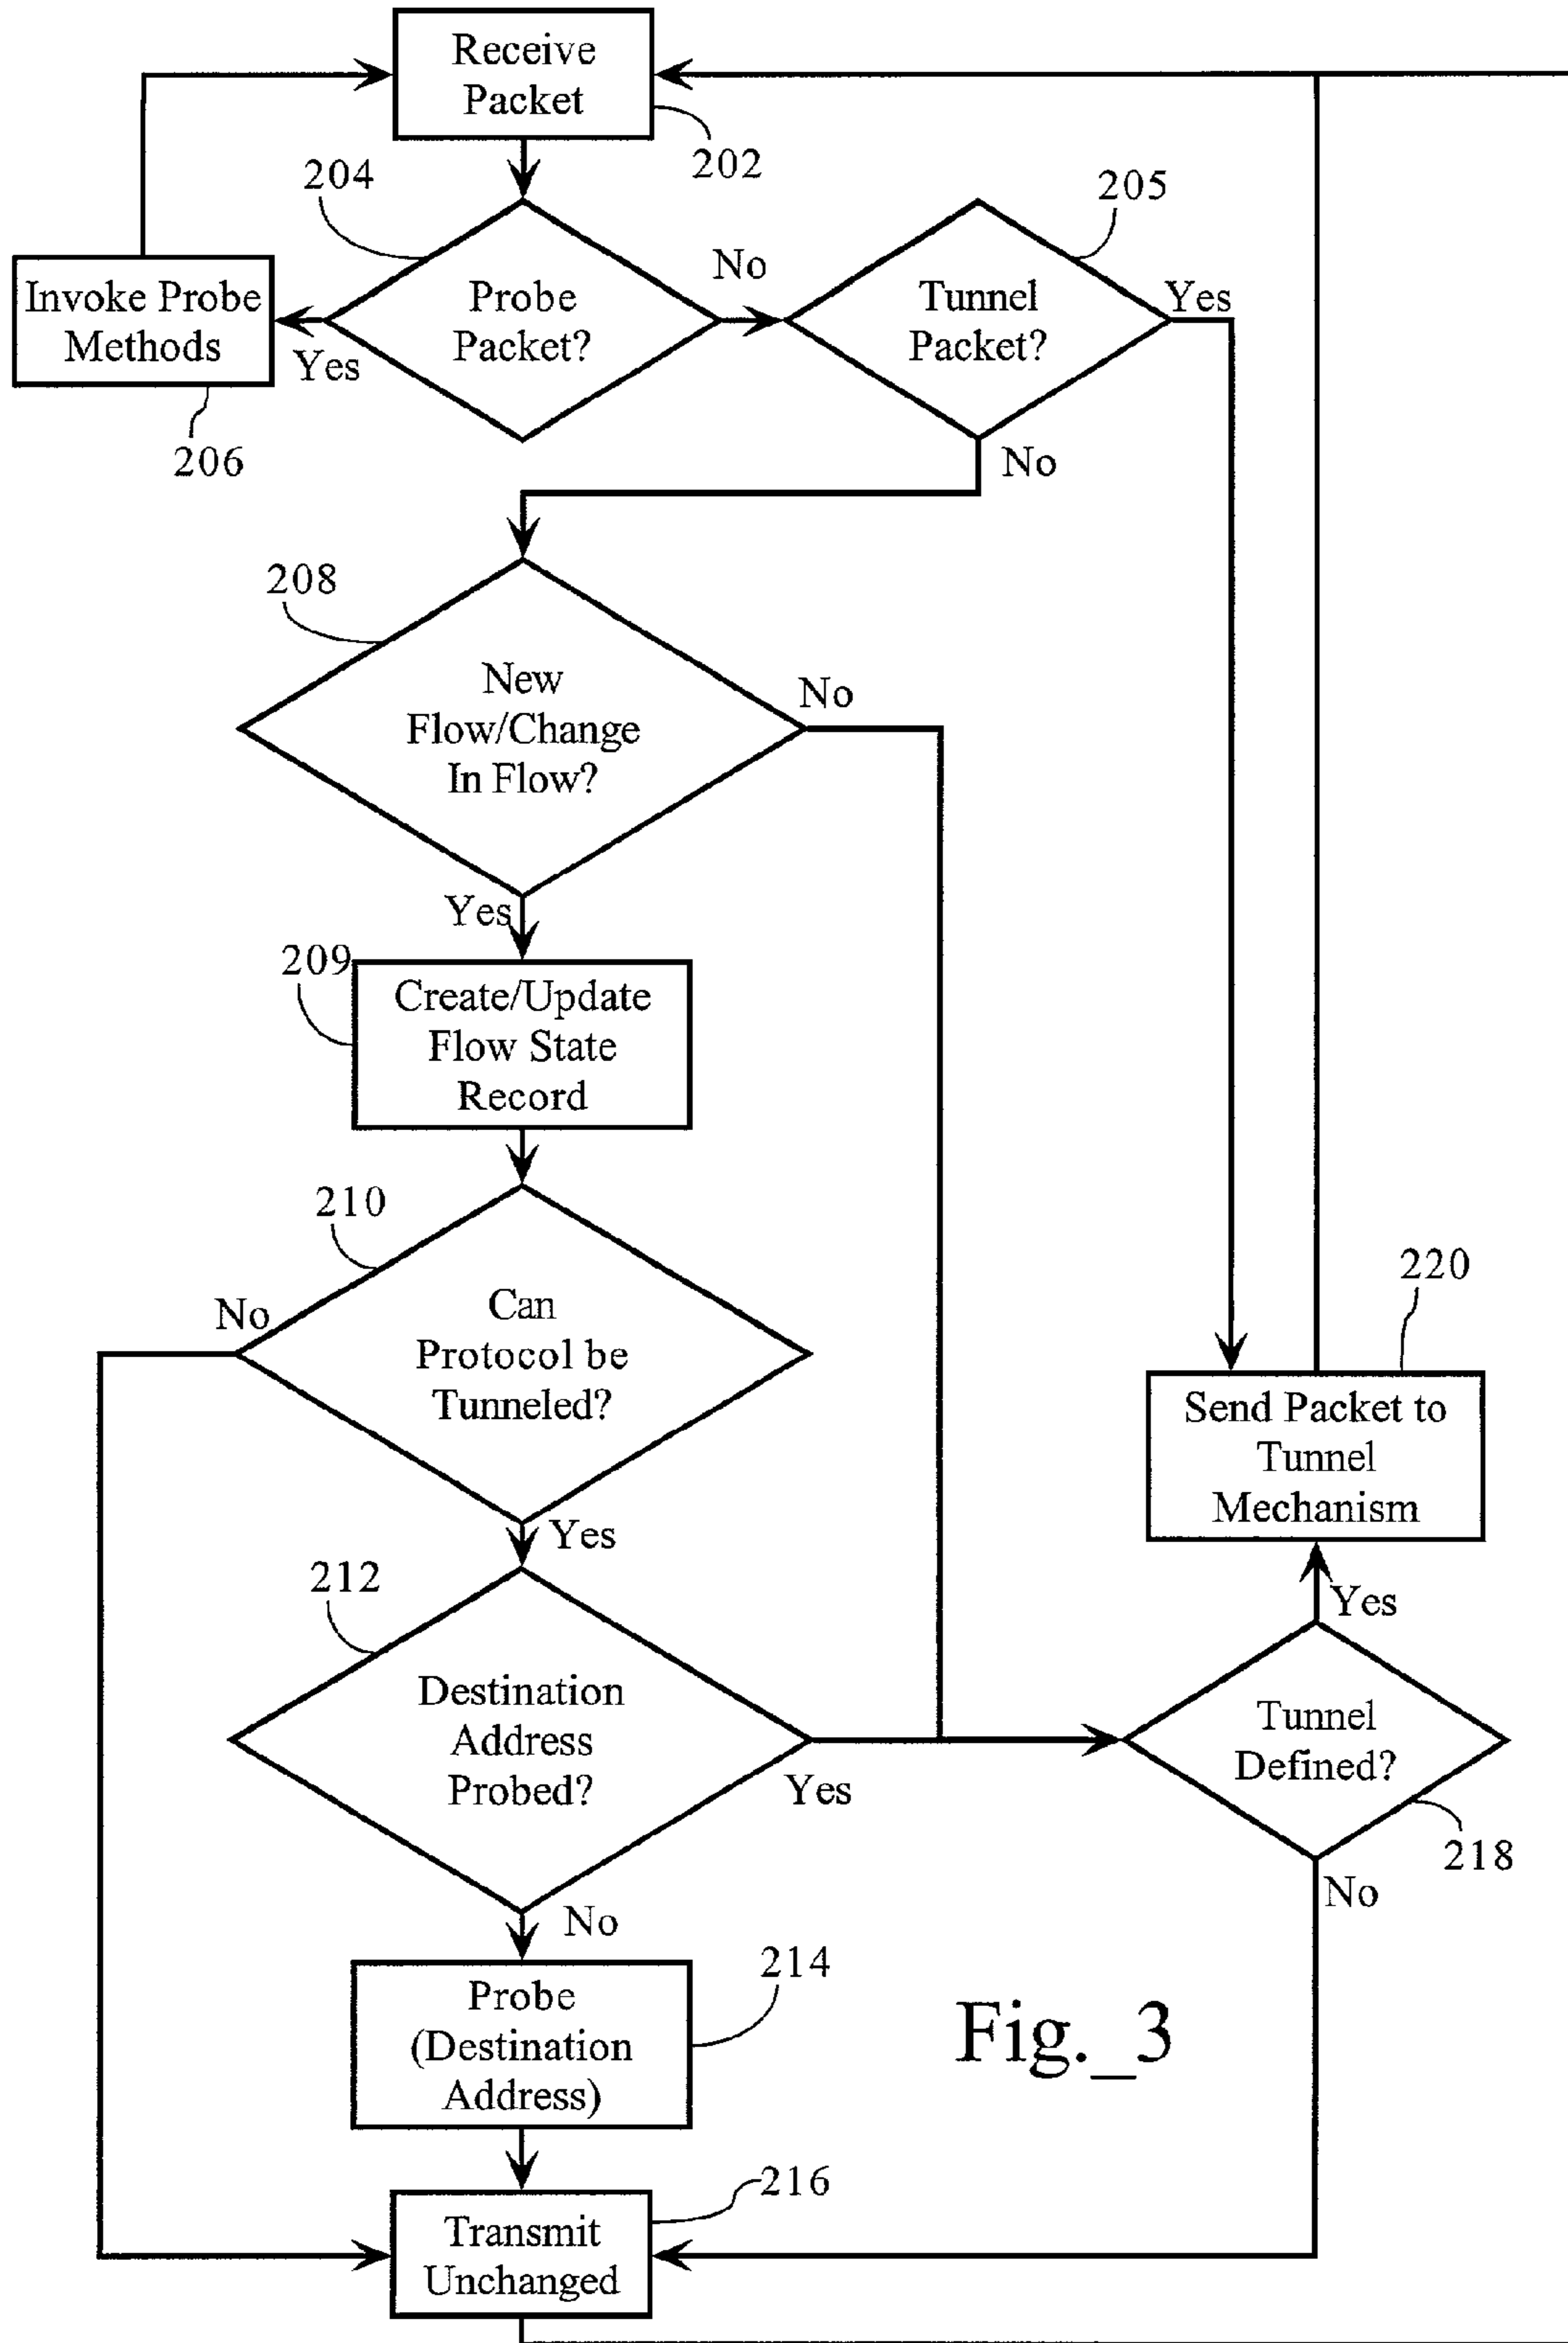 Receive
Packet
202
204
205
Invoke Probe
Methods
206
Yes
Probe
Packet?
No
Tunnel
Packet?
Yes
No
208
New
Flow/Change
In Flow?
No
Yes
209
Create/Update
Flow State
Record
210
No
Can
Protocol be
Tunneled?
Yes
220
Send Packet to
Tunnel
Mechanism
Yes
212
Destination
Address
Probed?
Yes
Tunnel
Defined?
218
No
No
214
Probe
(Destination
Address)
Fig._3
216
Transmit
Unchanged